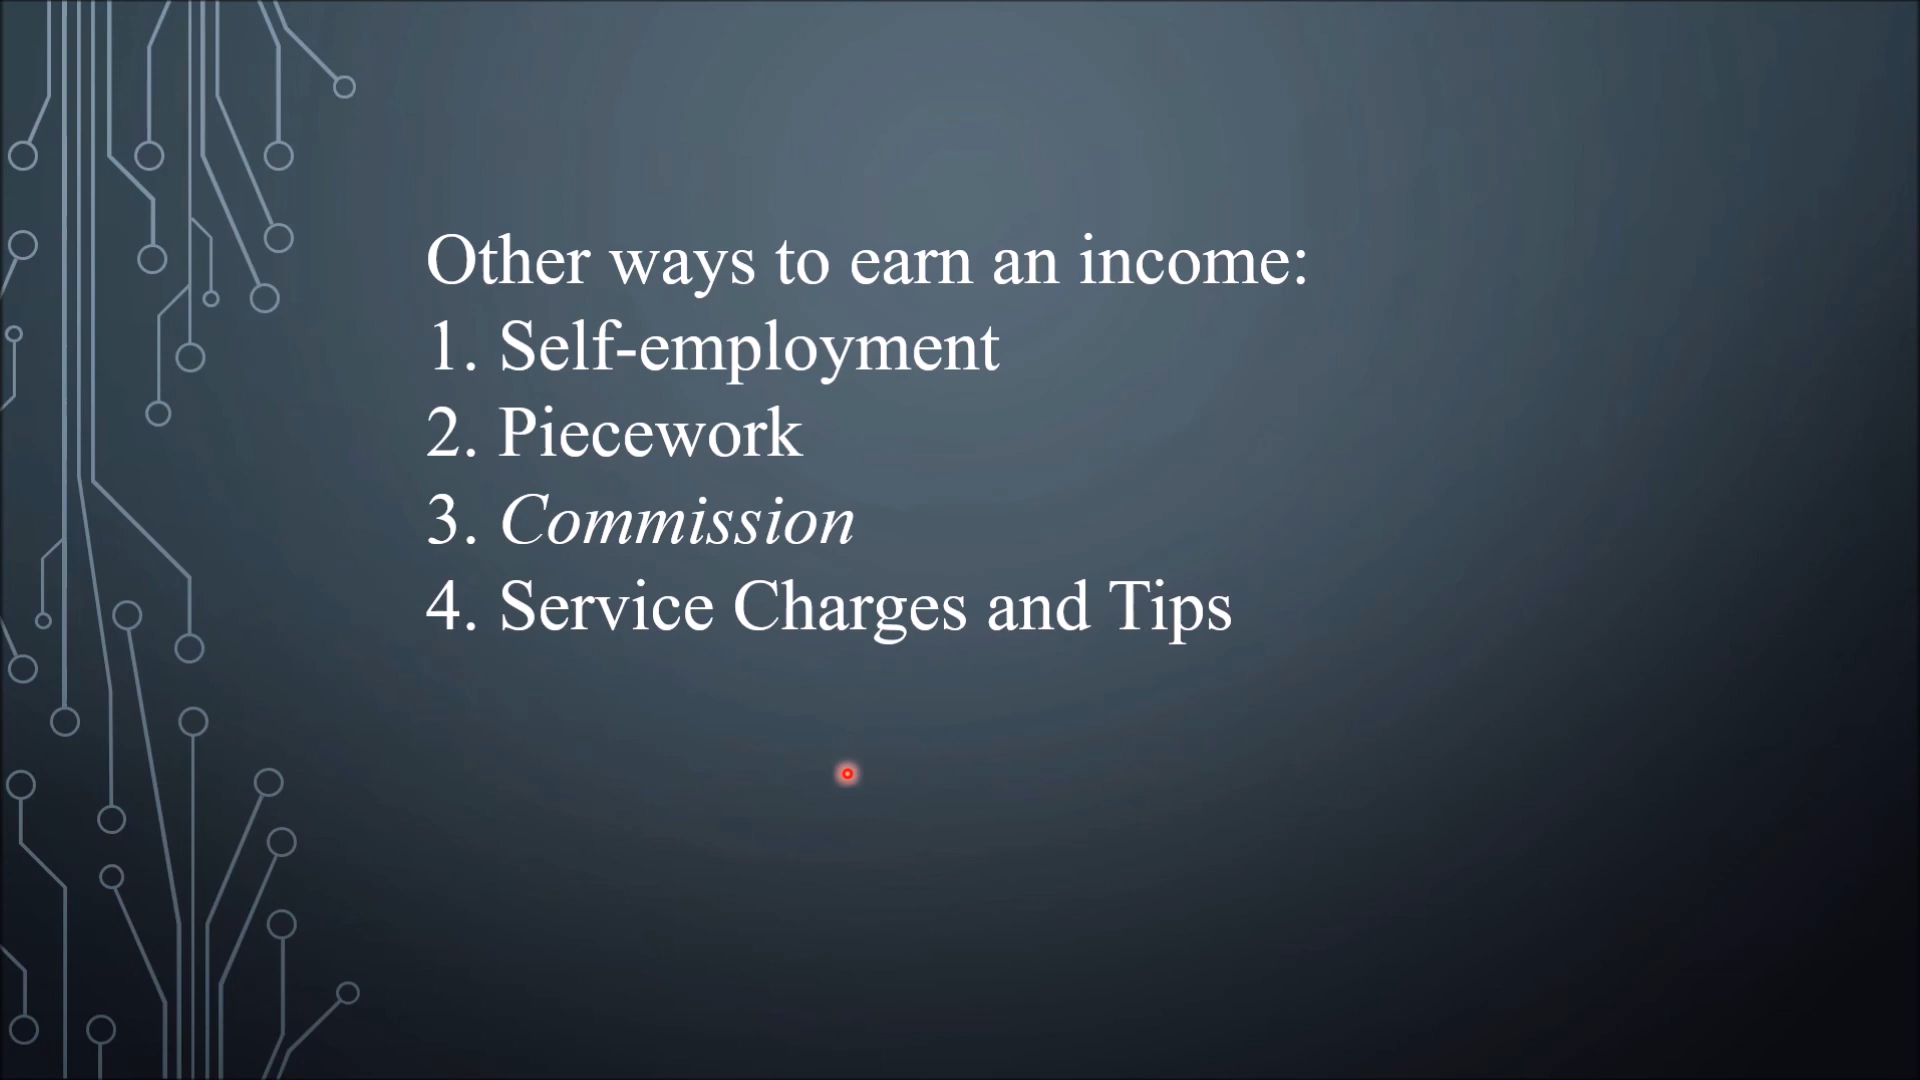 Other ways to earn an income:
1. Self-employment
2. Piecework
3. Commission
4. Service Charges and Tips